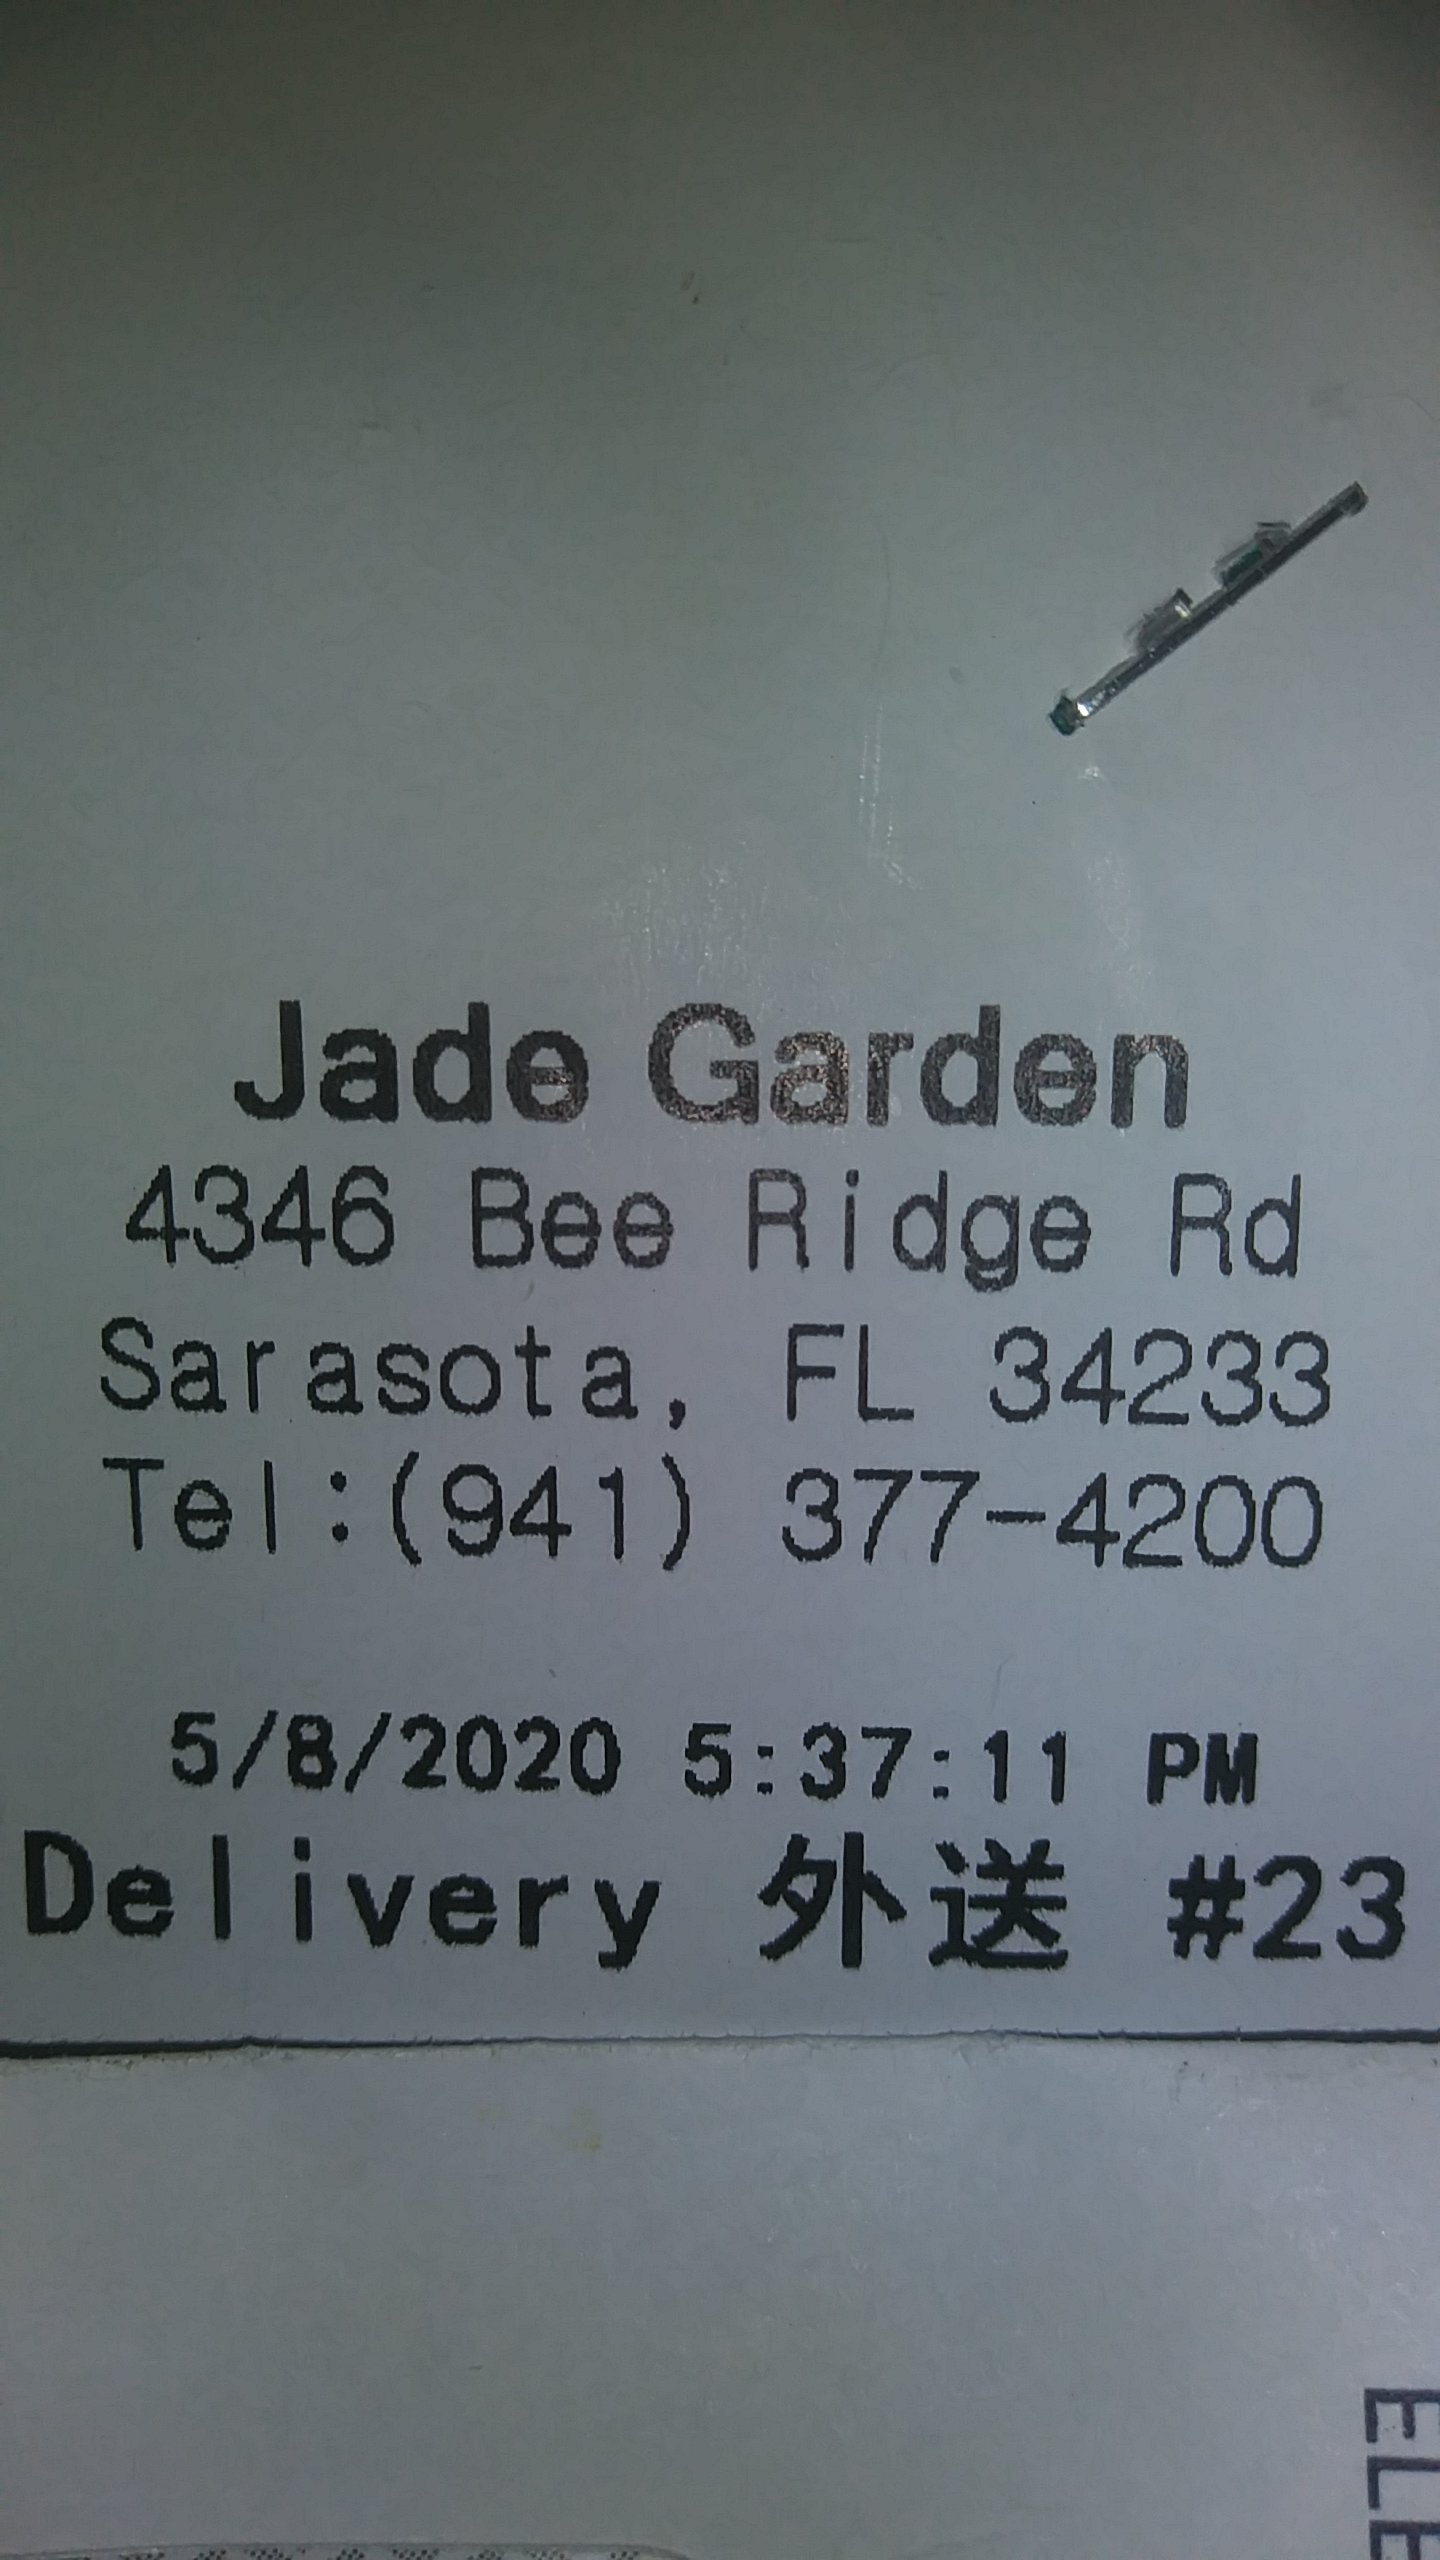 Jade Garden
4346 Bee Ridge Rd
Sarasota, FL 34233
Tel:(941) 377-4200
5/8/2020 5:37:11 PM
Delivery 外送 #23